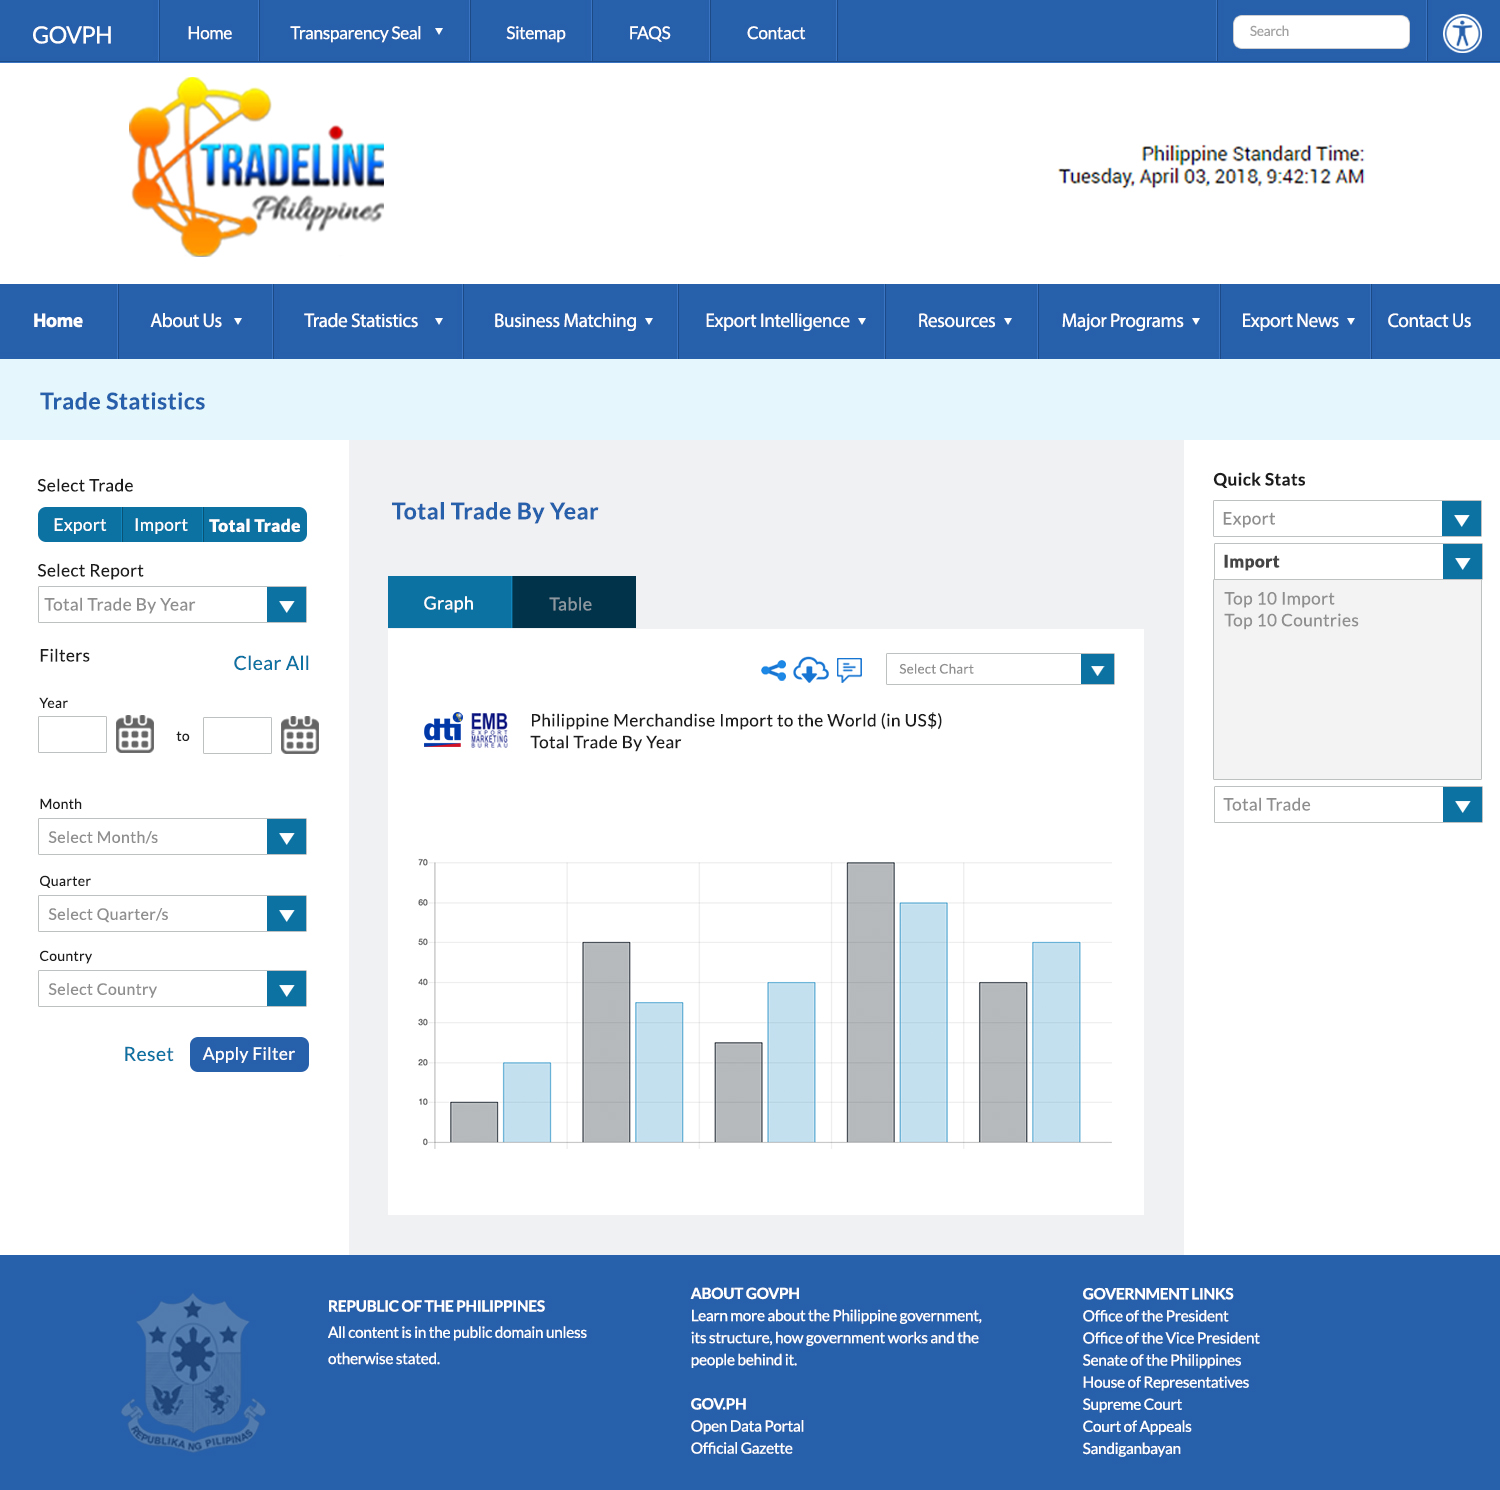 GOVPH
Home
Transparency Seal
Sitemap
FAQS
Contact
Search
TRADELINE
Philippines
Philippine Standard Time:
Tuesday, April 03, 2018, 9:42:12 AM
Home
About Us
Trade Statistics
Business Matching
Export Intelligence
Resources
Major Programs
Export News
Contact Us
Trade Statistics
Select Trade
Export
Import
Total Trade
Select Report
Total Trade By Year
Filters
Clear All
Year
to
Month
Select Month/s
Quarter
Select Quarter/s
Country
Select Country
Reset
Apply Filter
Total Trade By Year
Graph
Table
Select Chart
dti
EMB
EXPORT
MARKETING
BUREAU
Philippine Merchandise Import to the World (in US$)
Total Trade By Year
70
60
50
40
30
20
10
0
Quick Stats
Export
Import
Top 10 Import
Top 10 Countries
Total Trade
REPUBLIKA NG PILIPINAS
REPUBLIC OF THE PHILIPPINES
All content is in the public domain unless
otherwise stated.
ABOUT GOVPH
Learn more about the Philippine government,
its structure, how government works and the
people behind it.
GOV.PH
Open Data Portal
Official Gazette
GOVERNMENT LINKS
Office of the President
Office of the Vice President
Senate of the Philippines
House of Representatives
Supreme Court
Court of Appeals
Sandiganbayan